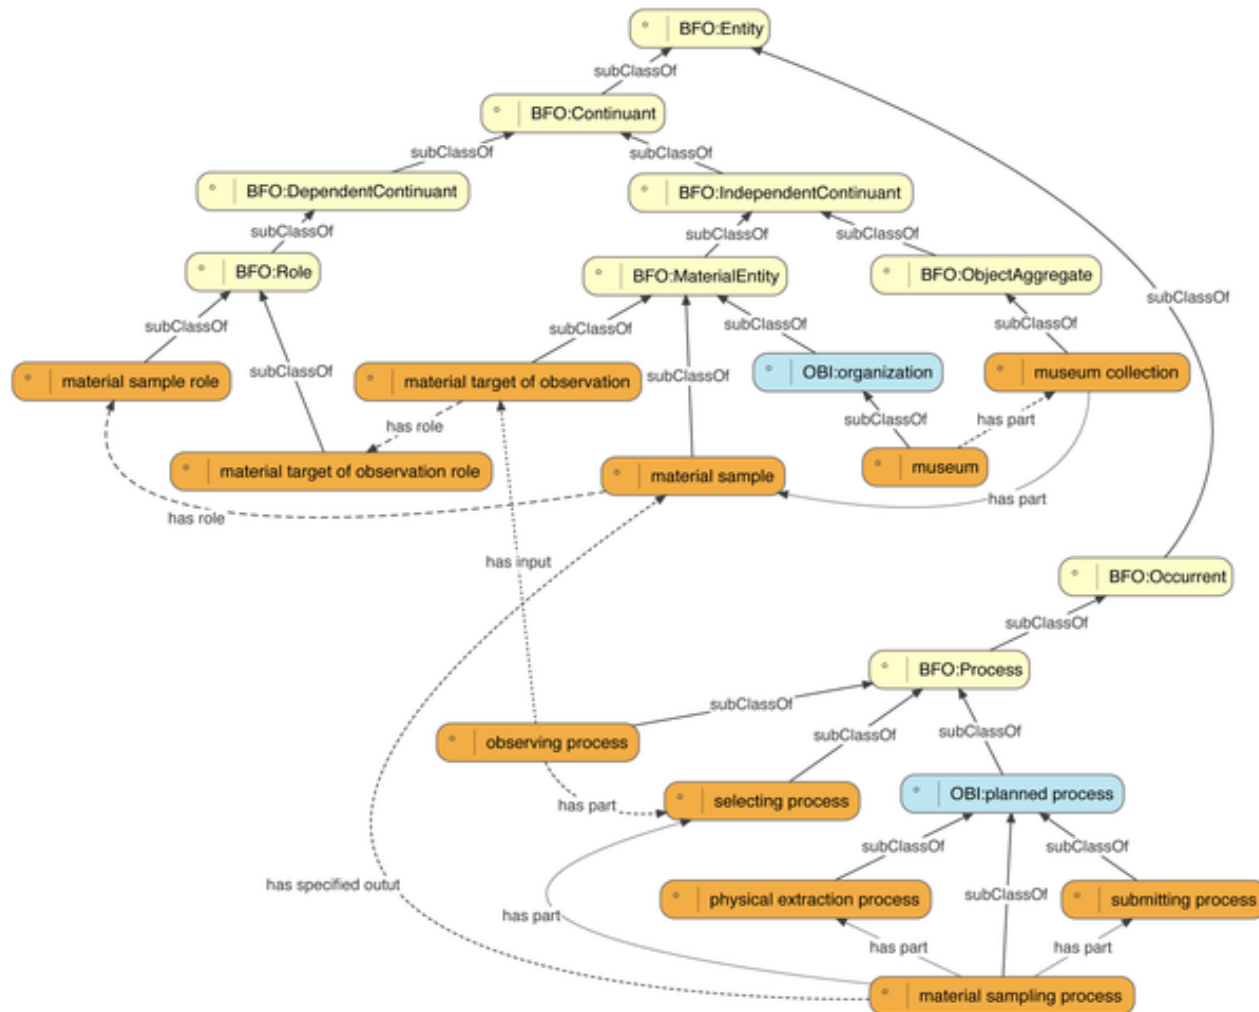 BFO:Entity
subClassOf
BFO:Continuant
subClassOf
subClassOf
BFO:DependentContinuant
BFO:IndependentContinuant
subClassOf
subClassOf
subClassOf
BFO:Role
BFO:MaterialEntity
BFO:ObjectAggregate
subClassOf
subClassOf
subClassOf
subClassOf
subClassOf
material sample role
subClassOf
material target of observation
subClassOf
OBI:organization
museum collection
has role
subClassOf
has part
material target of observation role
material sample
museum
has part
has role
has input
BFO:Occurrent
subClassOf
BFO:Process
subClassOf
observing process
subClassOf
subClassOf
has part
selecting process
OBI:planned process
subClassOf
subClassOf
has specified outut
physical extraction process
subClassOf
submitting process
has part
has part
has part
material sampling process